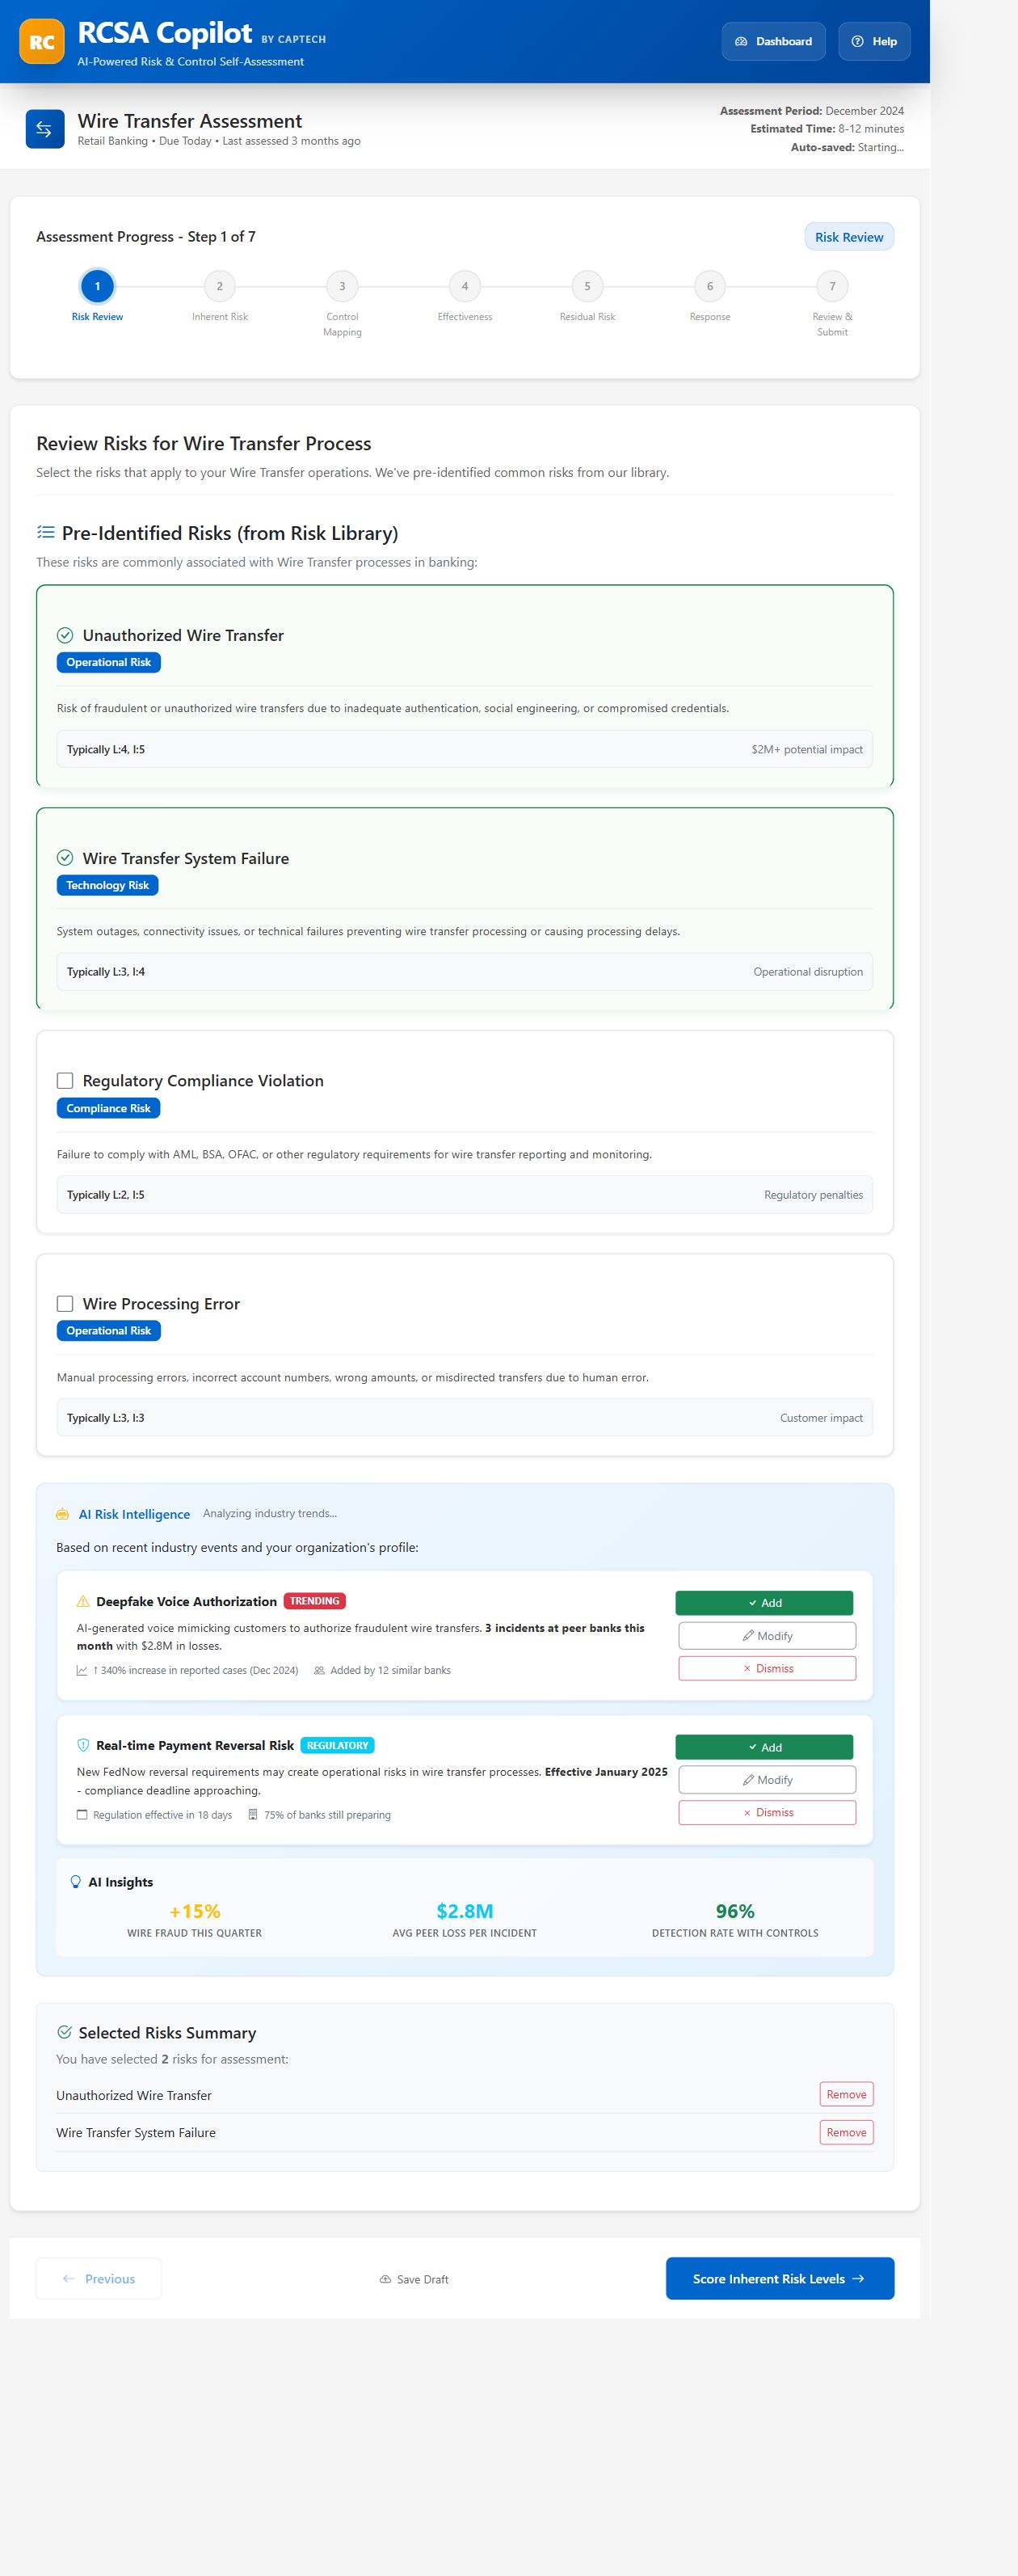 RC
RCSA Copilot BY CAPTECH
AI-Powered Risk & Control Self-Assessment
Dashboard
Help
Wire Transfer Assessment
Retail Banking • Due Today • Last assessed 3 months ago
Assessment Period: December 2024
Estimated Time: 8-12 minutes
Auto-saved: Starting...
Assessment Progress - Step 1 of 7
Risk Review
1
2
3
4
5
6
7
Risk Review
Inherent Risk
Control
Mapping
Effectiveness
Residual Risk
Response
Review &
Submit
Review Risks for Wire Transfer Process
Select the risks that apply to your Wire Transfer operations. We've pre-identified common risks from our library.
Pre-Identified Risks (from Risk Library)
These risks are commonly associated with Wire Transfer processes in banking:
Unauthorized Wire Transfer
Operational Risk
Risk of fraudulent or unauthorized wire transfers due to inadequate authentication, social engineering, or compromised credentials.
Typically L:4, I:5
$2M+ potential impact
Wire Transfer System Failure
Technology Risk
System outages, connectivity issues, or technical failures preventing wire transfer processing or causing processing delays.
Typically L:3, I:4
Operational disruption
Regulatory Compliance Violation
Compliance Risk
Failure to comply with AML, BSA, OFAC, or other regulatory requirements for wire transfer reporting and monitoring.
Typically L:2, I:5
Regulatory penalties
Wire Processing Error
Operational Risk
Manual processing errors, incorrect account numbers, wrong amounts, or misdirected transfers due to human error.
Typically L:3, I:3
Customer impact
AI Risk Intelligence Analyzing industry trends...
Based on recent industry events and your organization's profile:
Deepfake Voice Authorization TRENDING
AI-generated voice mimicking customers to authorize fraudulent wire transfers. 3 incidents at peer banks this
month with $2.8M in losses.
↑ 340% increase in reported cases (Dec 2024) Added by 12 similar banks
Add
Modify
Dismiss
Real-time Payment Reversal Risk REGULATORY
New FedNow reversal requirements may create operational risks in wire transfer processes. Effective January 2025
- compliance deadline approaching.
Regulation effective in 18 days 75% of banks still preparing
Add
Modify
Dismiss
AI Insights
+15%
WIRE FRAUD THIS QUARTER
$2.8M
AVG PEER LOSS PER INCIDENT
96%
DETECTION RATE WITH CONTROLS
Selected Risks Summary
You have selected 2 risks for assessment:
Unauthorized Wire Transfer
Remove
Wire Transfer System Failure
Remove
← Previous
Save Draft
Score Inherent Risk Levels →